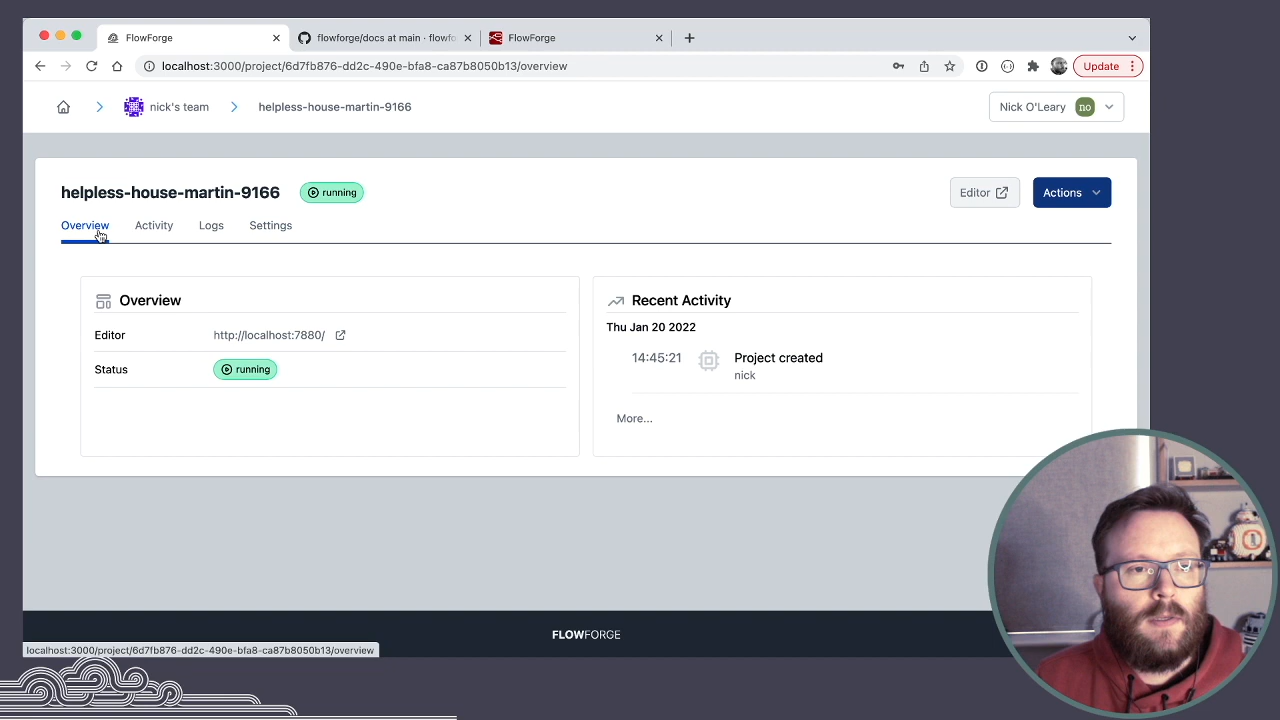 FlowForge
flowforge/docs at main · flowfo
FlowForge
localhost:3000/project/6d7fb876-dd2c-490e-bfa8-ca87b8050b13/overview
Update
nick's team
helpless-house-martin-9166
Nick O'Leary
no
helpless-house-martin-9166
running
Editor
Actions
Overview
Activity
Logs
Settings
Overview
Editor
http://localhost:7880/
Status
running
Recent Activity
Thu Jan 20 2022
14:45:21
Project created
nick
More...
FLOWFORGE
localhost:3000/project/6d7fb876-dd2c-490e-bfa8-ca87b8050b13/overview